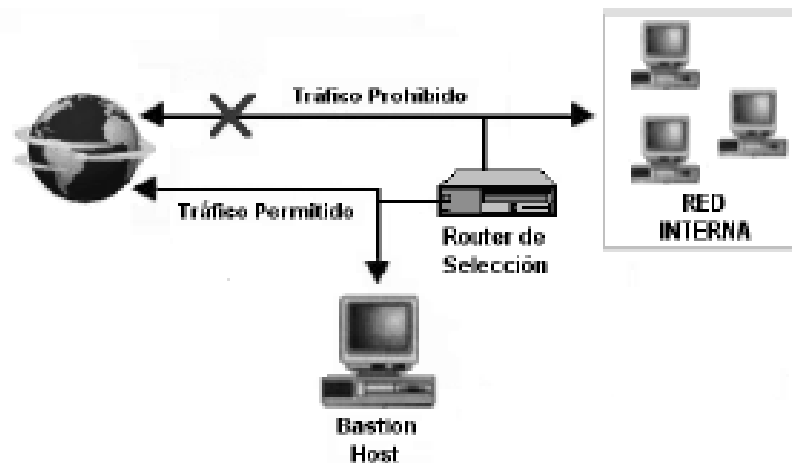 Tráfico Prohibido
Tráfico Permitido
Router de
Selección
RED
INTERNA
Bastion
Host